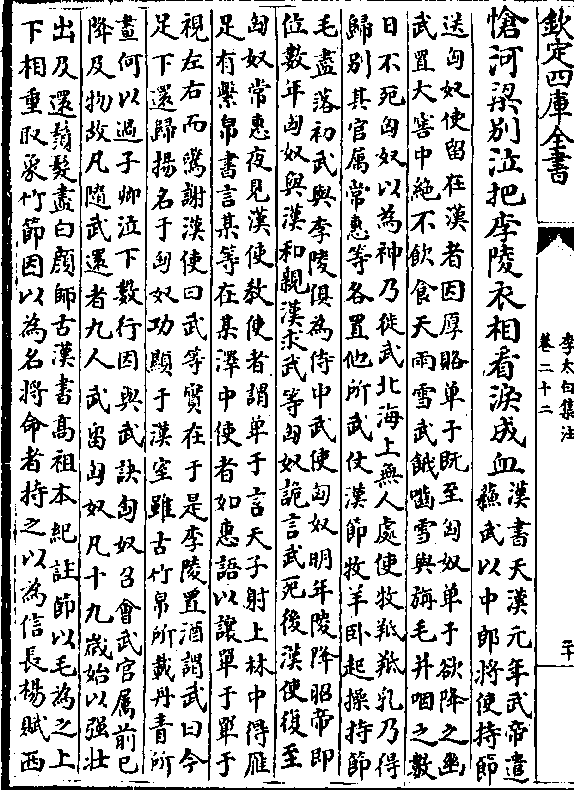 欽定四庫全書
李太白集注
卷二十二
二十
愴河梁別泣把李陵衣相看淚成血
漢書天漢元年武帝遣
蘇武以中郎將使持節
送匈奴使留在漢者因厚賂單于既至匈奴單于欲降之幽
武置大窖中絶不飲食天雨雪武餓齧雪與旃毛并咽之數
日不死匈奴以為神乃徙武北海上無人處使牧羝羝乳乃得
歸別其官属常惠等各置他所武仗漢節牧羊卧起操持節
毛盡落初武與李陵俱為侍中武使匈奴明年陵降昭帝即
位數年匈奴與漢和親漢求武等匈奴詭言武死後漢使復至
匈奴常惠夜見漢使教使者謂單于言天子射上林中得雁
足有繫帛書言某等在某澤中使者如惠語以讓單于單于
視左右而驚謝漢使曰武等實在于是李陵置酒謂武曰今
足下還歸揚名于匈奴功顯于漢室雖古竹帛所載丹青所
畫何以過子卿泣下數行因與武訣匈奴召會武官属前已
降及物故凡隨武還者九人武留匈奴凡十九歲始以强壯
出及還鬚髮盡白顔師古漢書高祖本紀註節以毛為之上
下相重取象竹節因以為名將命者持之以為信長楊賦西